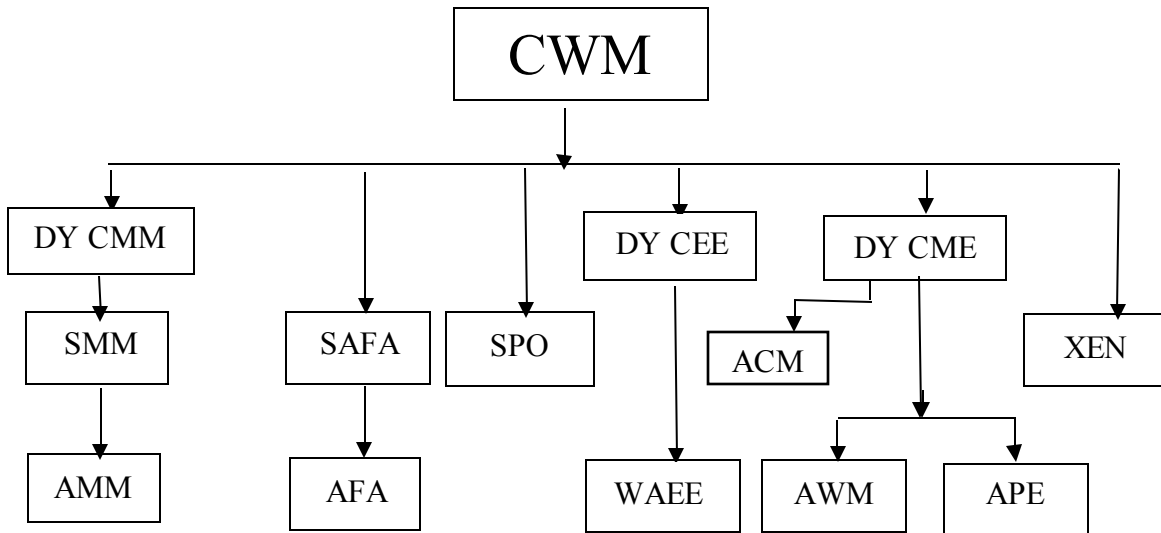 CWM
DY CMM
DY CEE
DY CME
SMM
SAFA
SPO
ACM
XEN
AMM
AFA
WAEE
AWM
APE